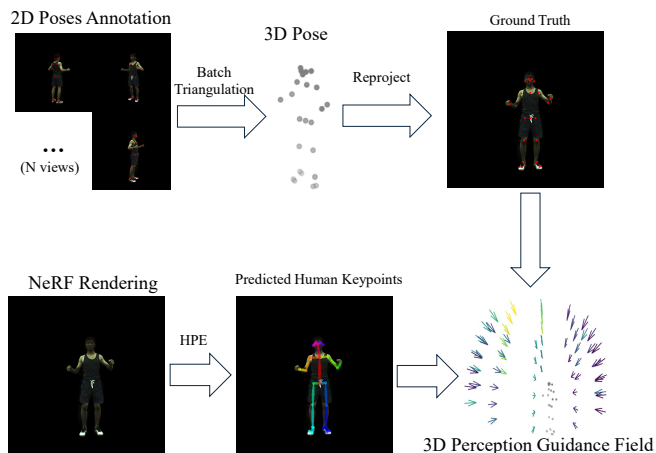 2D Poses Annotation
3D Pose
Ground Truth
Batch
Triangulation
Reproject
...
(N views)
NeRF Rendering
Predicted Human Keypoints
HPE
3D Perception Guidance Field